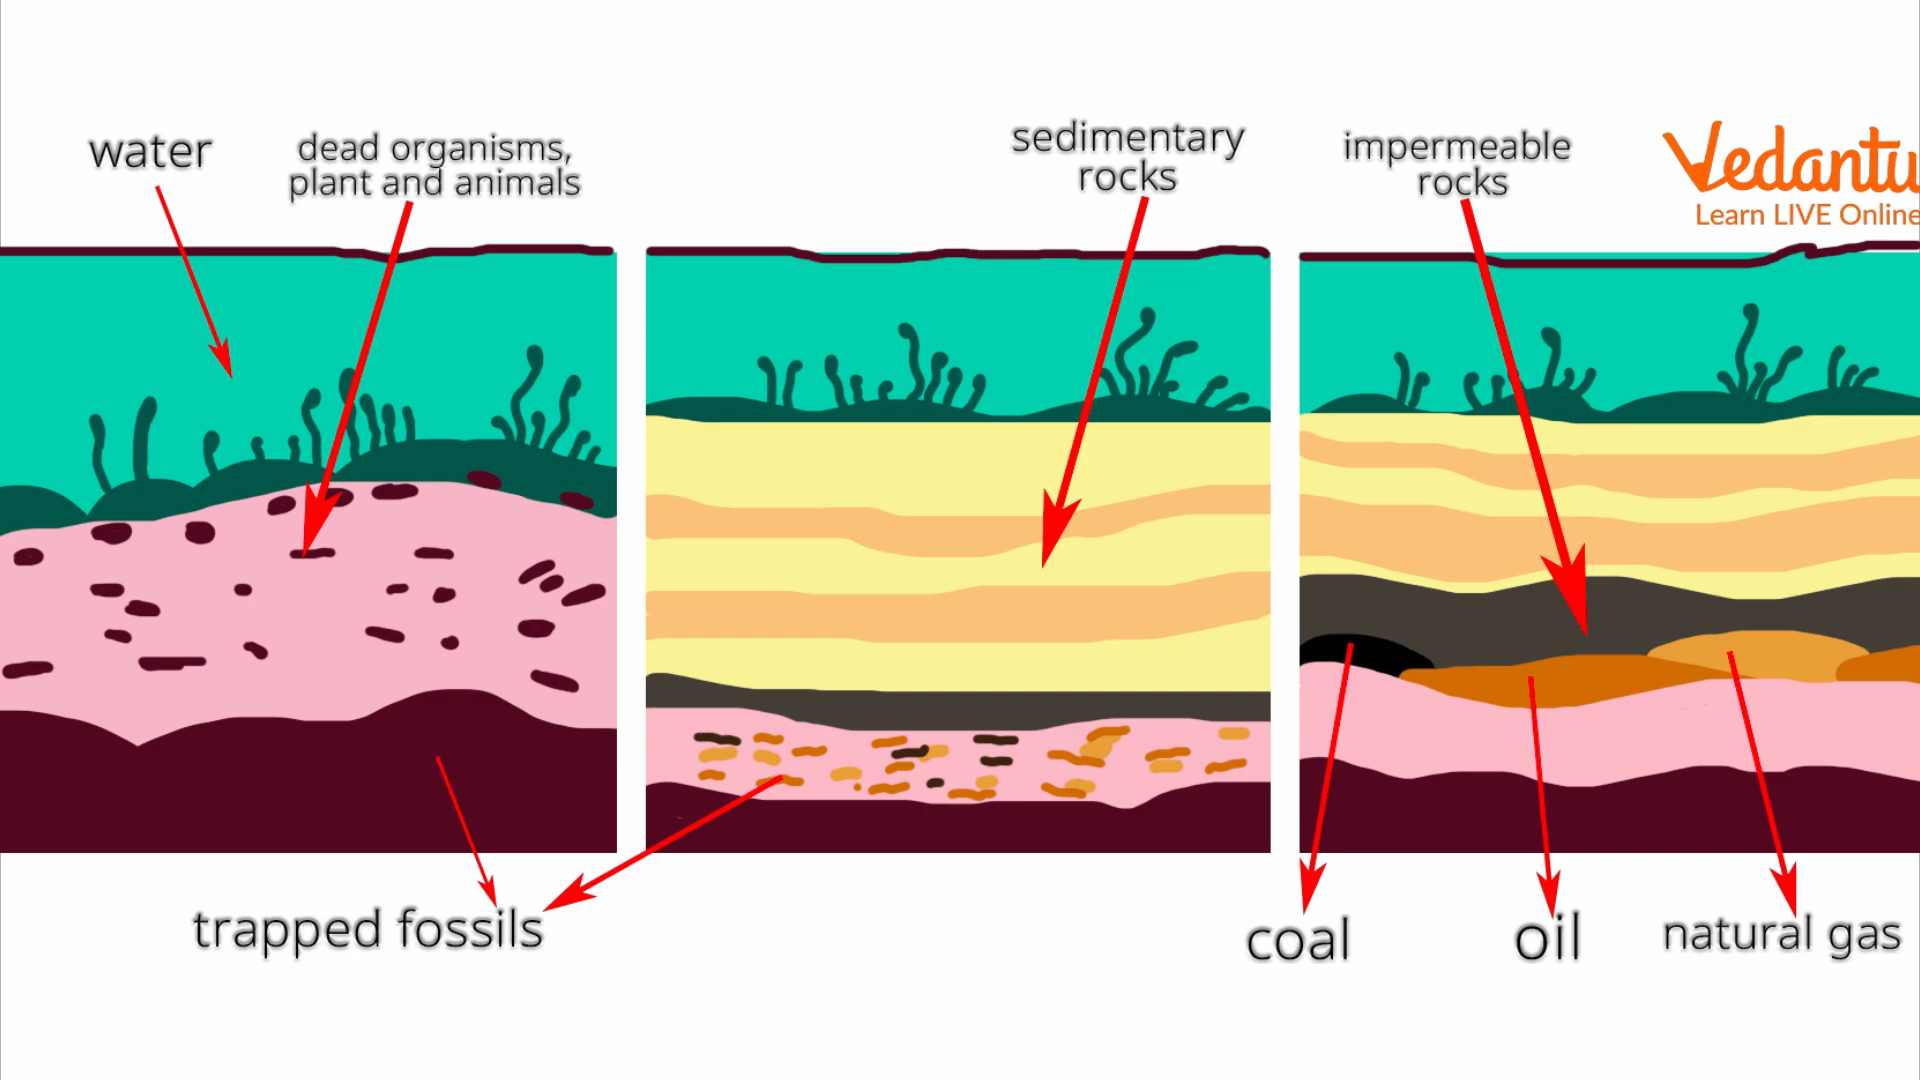 water
dead organisms,
plant and animals
sedimentary
rocks
impermeable
rocks
Vedantu
Learn LIVE Online
trapped fossils
coal
oil
natural gas